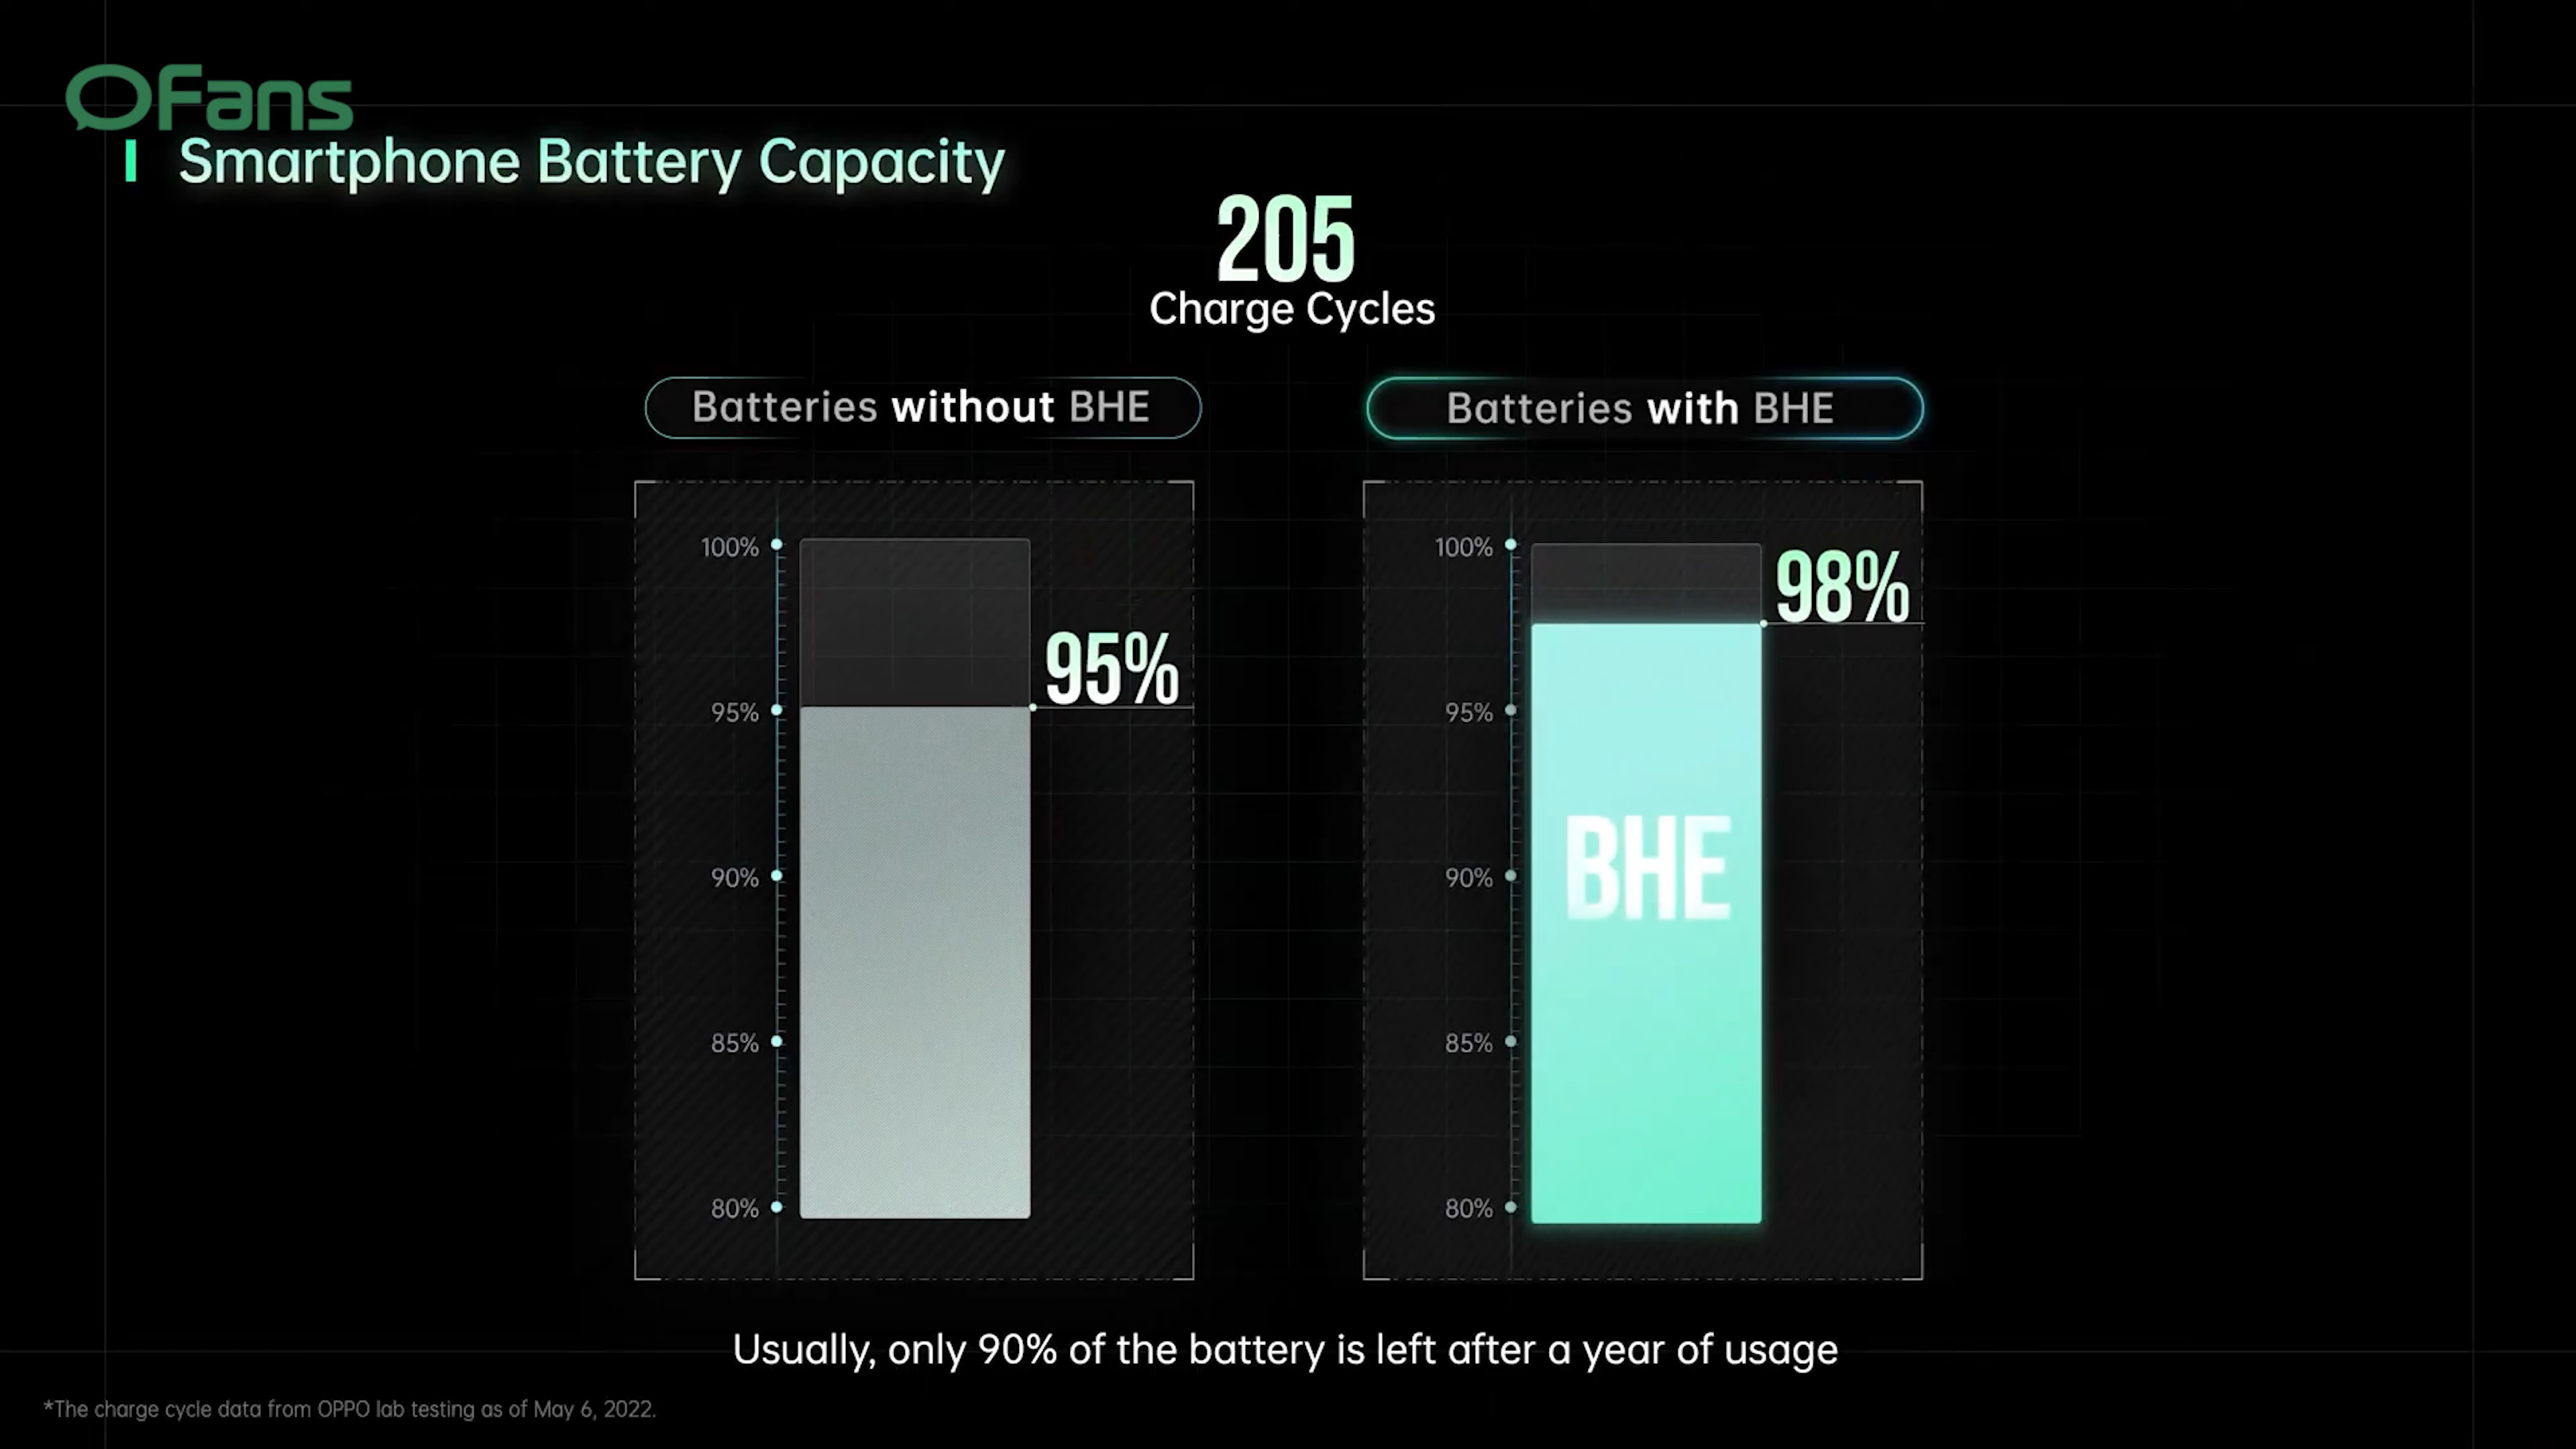 OFans
Smartphone Battery Capacity
205
Charge Cycles
Batteries without BHE
Batteries with BHE
100%
95%
90%
85%
80%
95%
100%
95%
90%
85%
80%
98%
BHE
Usually, only 90% of the battery is left after a year of usage
*The charge cycle data from OPPO lab testing as of May 6, 2022.